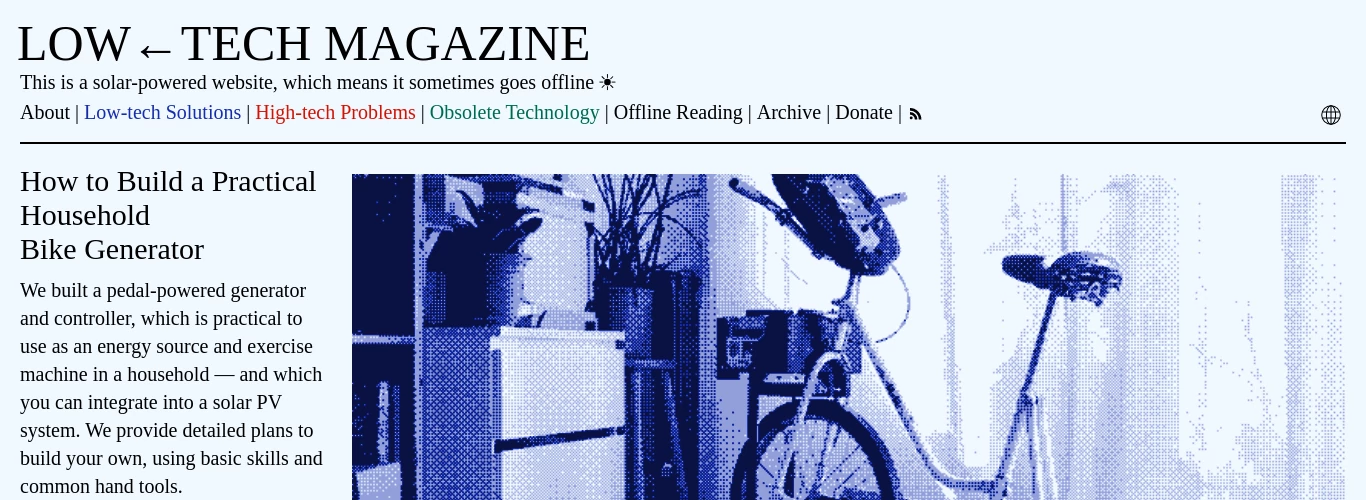 LOW←TECH MAGAZINE
This is a solar-powered website, which means it sometimes goes offline ☀
About | Low-tech Solutions | High-tech Problems | Obsolete Technology | Offline Reading | Archive | Donate |
How to Build a Practical
Household
Bike Generator
We built a pedal-powered generator
and controller, which is practical to
use as an energy source and exercise
machine in a household — and which
you can integrate into a solar PV
system. We provide detailed plans to
build your own, using basic skills and
common hand tools.